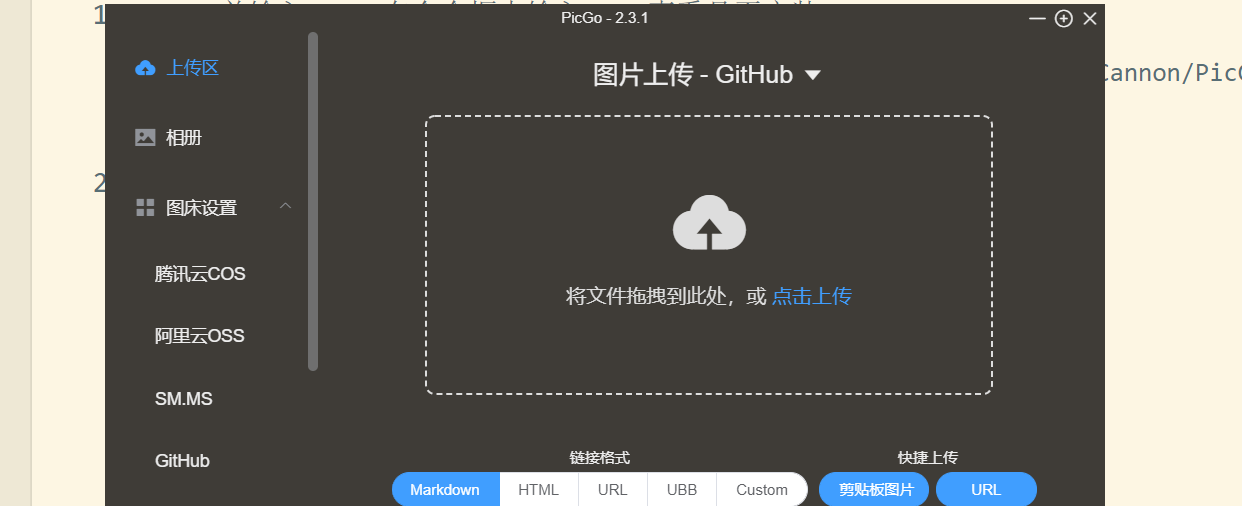 1
PicGo - 2.3.1
上传区
图片上传 - GitHub
Cannon/PicG
相册
2
图床设置
腾讯云COS
将文件拖拽到此处，或 点击上传
阿里云OSS
SM.MS
GitHub
链接格式 快捷上传
Markdown HTML URL UBB Custom 剪贴板图片 URL